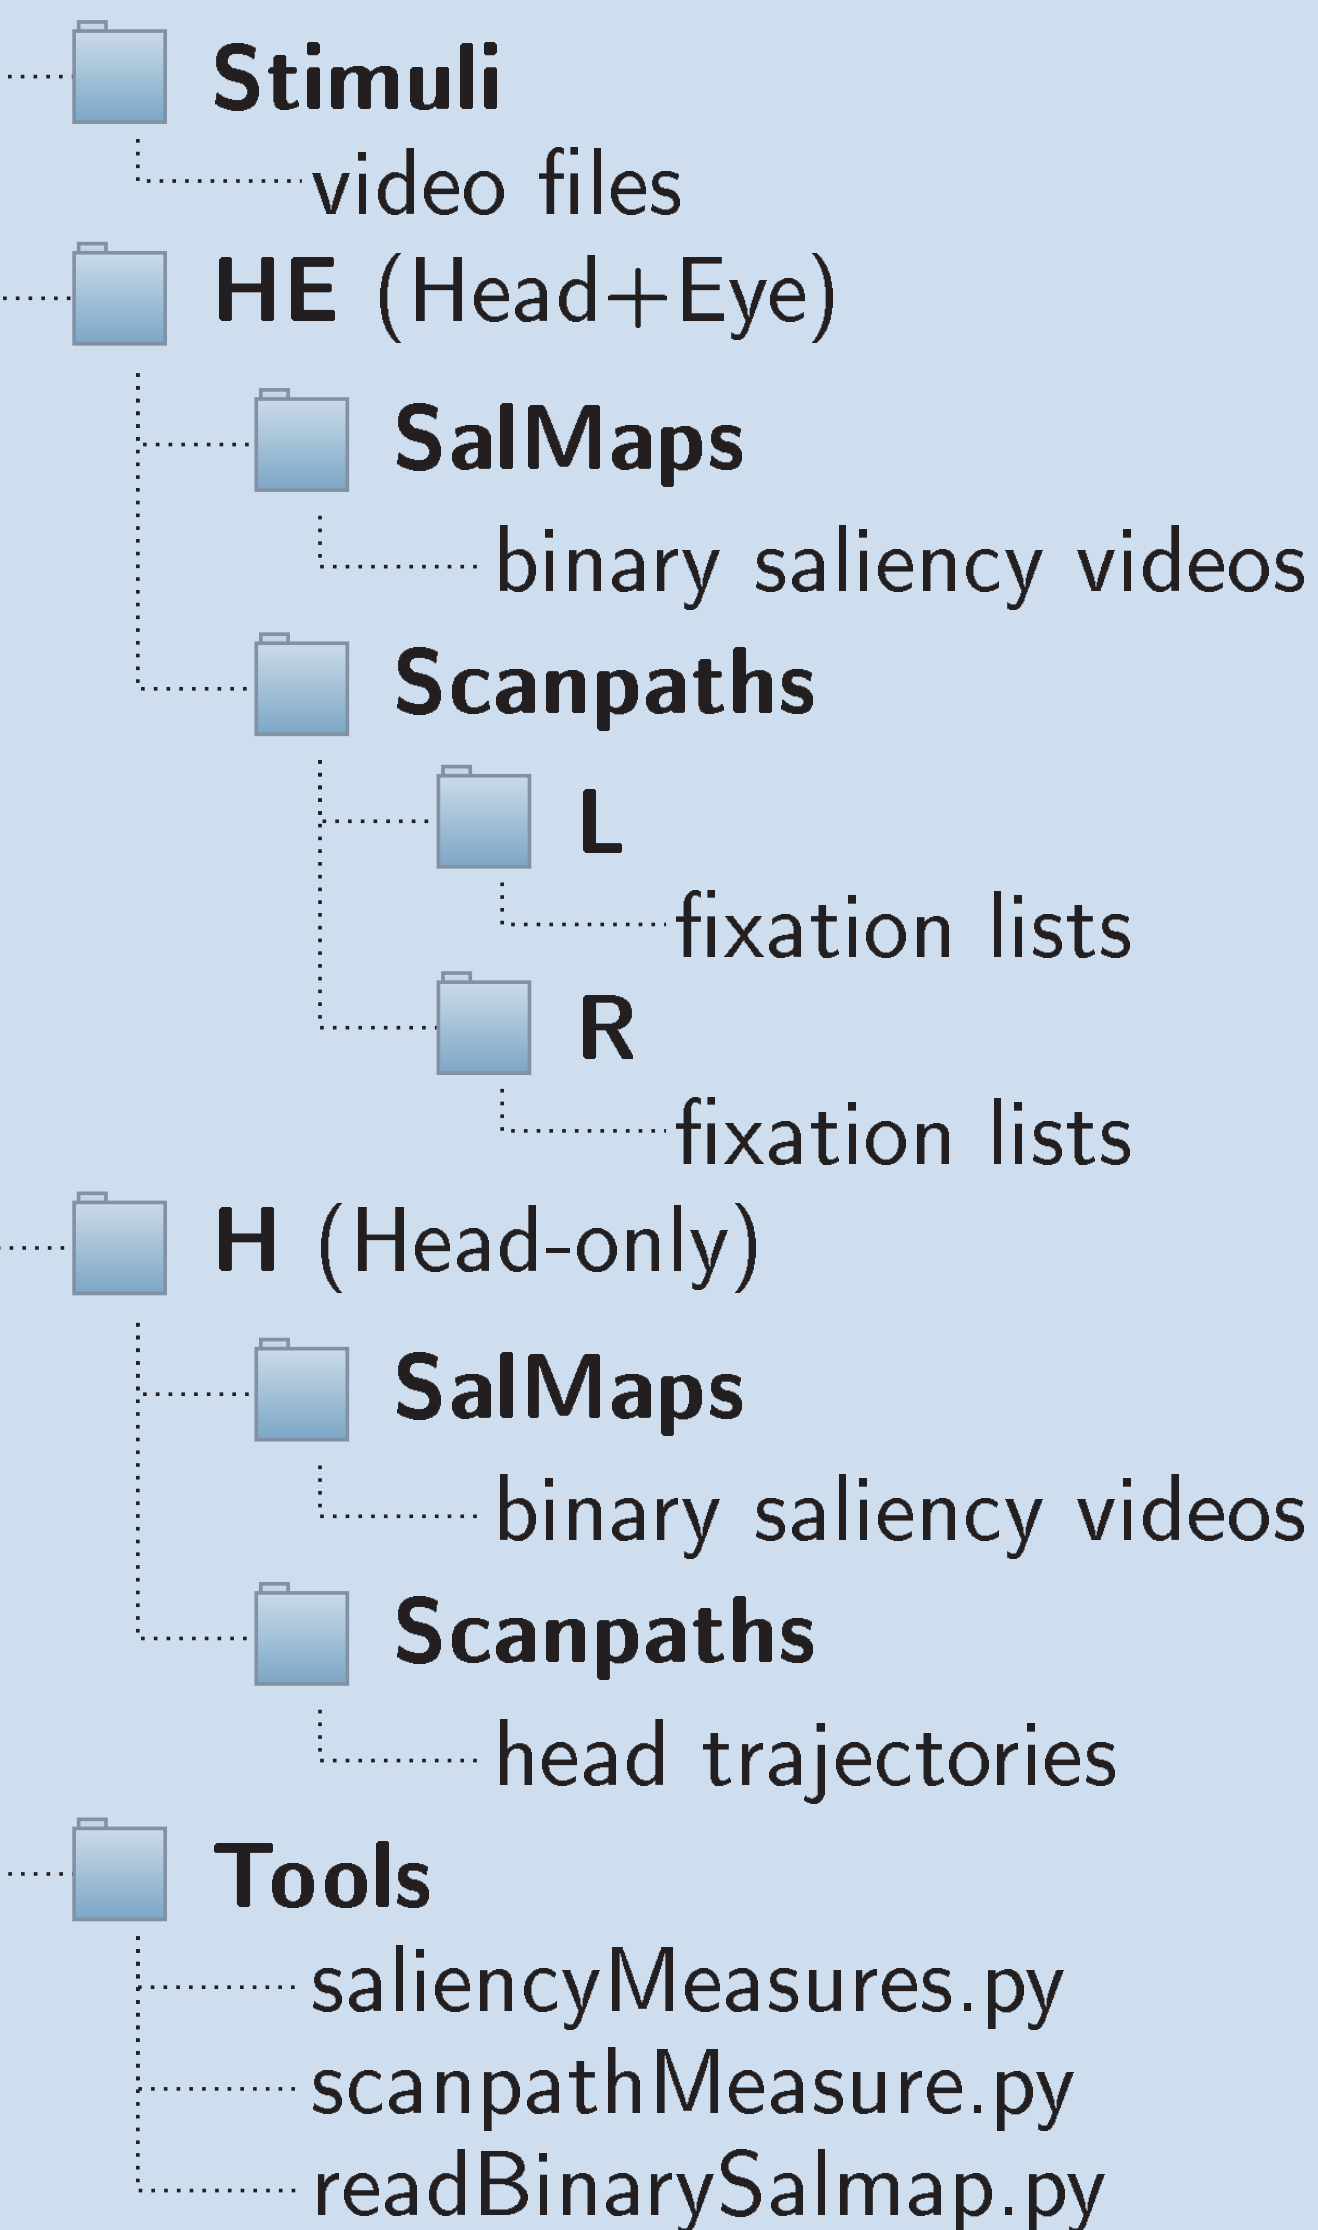 Stimuli
video files
HE (Head+Eye)
SalMaps
binary saliency videos
Scanpaths
L
fixation lists
R
fixation lists
H (Head-only)
SalMaps
binary saliency videos
Scanpaths
head trajectories
Tools
saliencyMeasures.py
scanpathMeasure.py
readBinarySalmap.py